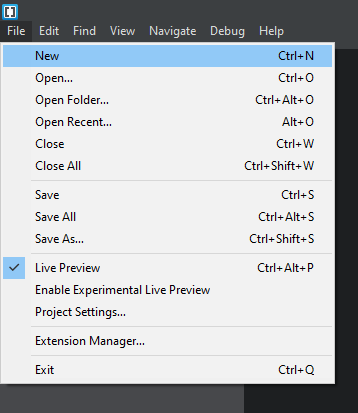 File Edit Find View Navigate Debug Help
New Ctrl+N
Open... Ctrl+O
Open Folder... Ctrl+Alt+O
Open Recent... Alt+O
Close Ctrl+W
Close All Ctrl+Shift+W
Save Ctrl+S
Save All Ctrl+Alt+S
Save As... Ctrl+Shift+S
Live Preview Ctrl+Alt+P
Enable Experimental Live Preview
Project Settings...
Extension Manager...
Exit Ctrl+Q